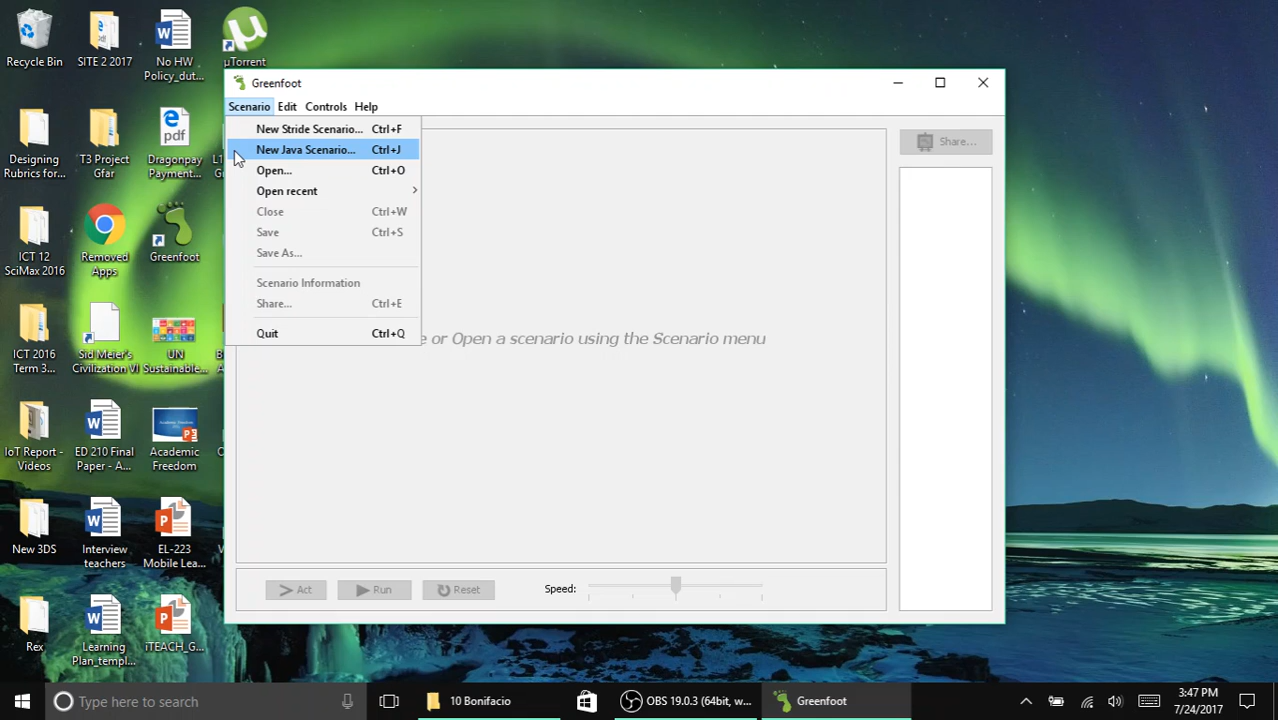 Recycle Bin
SITE 2 2017
No HW
Policy_dut...
µTorrent
Greenfoot
Scenario Edit Controls Help
New Stride Scenario... Ctrl+F
New Java Scenario... Ctrl+J
Open... Ctrl+O
Open recent
Close Ctrl+W
Save Ctrl+S
Save As...
Scenario Information
Share... Ctrl+E
Quit Ctrl+Q
Share...
e or Open a scenario using the Scenario menu
Act
Run
Reset
Speed:
pdf
Designing
Rubrics for...
T3 Project
Gfar
Dragonpay
Payment...
ICT 12
SciMax 2016
Removed
Apps
Greenfoot
ICT 2016
Term 3...
Sid Meier's
Civilization VI
UN
Sustainable...
IoT Report -
Videos
ED 210 Final
Paper - A...
Academic
Freedom
New 3DS
Interview
teachers
EL-223
Mobile Lea...
Rex
Learning
Plan_templ...
iTEACH_G...
Type here to search
10 Bonifacio
OBS 19.0.3 (64bit, w...
Greenfoot
3:47 PM
7/24/2017